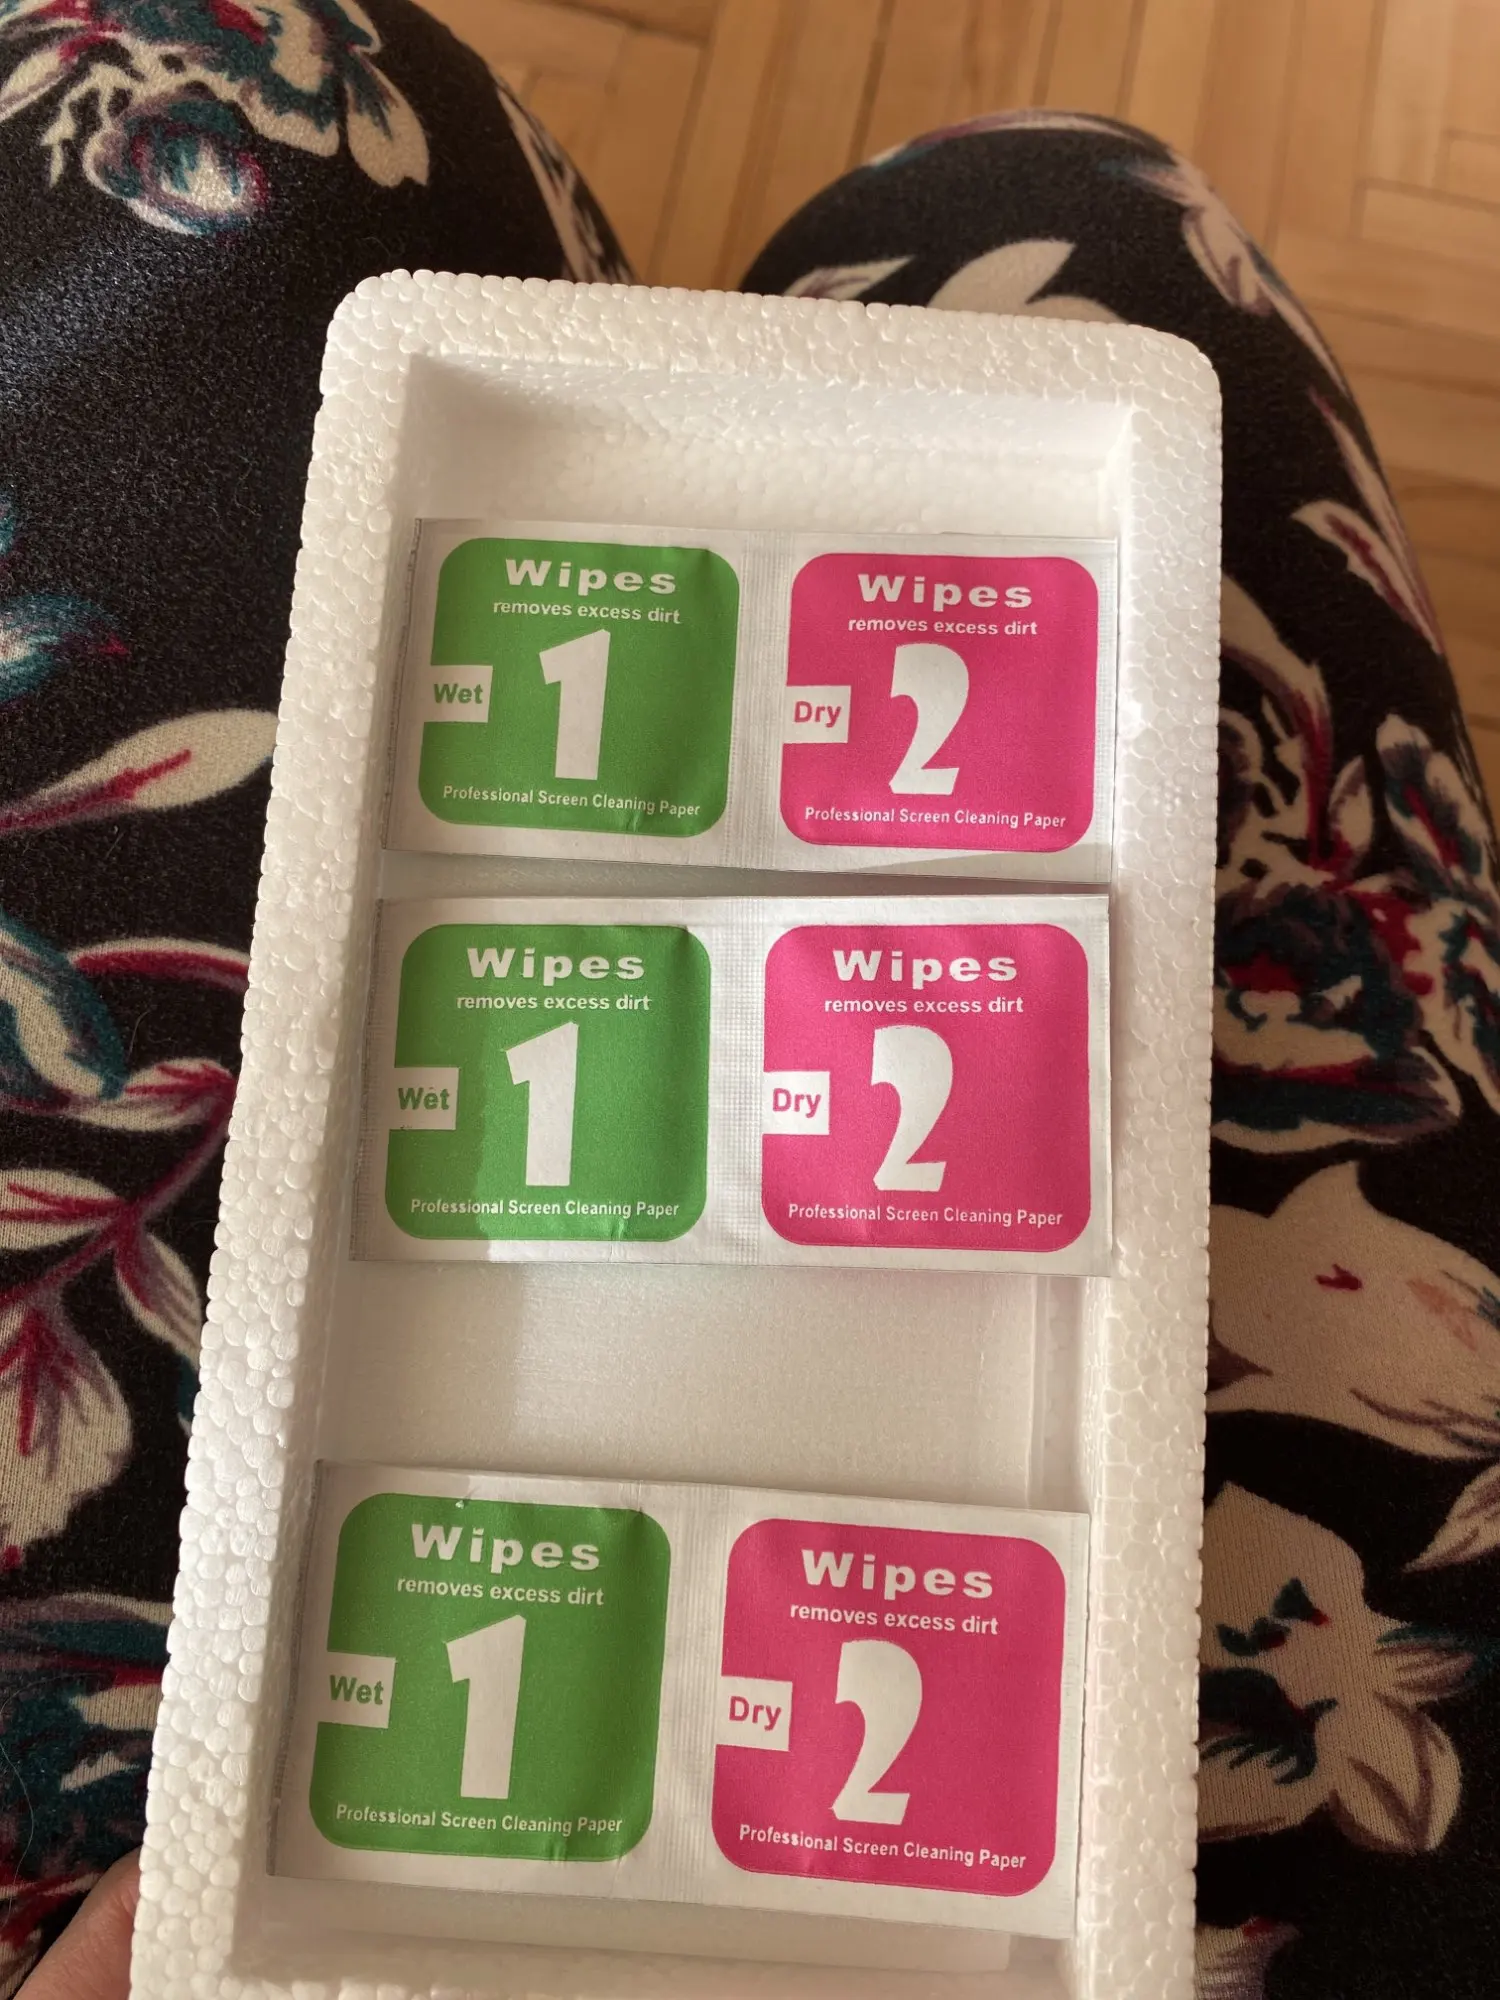 Wipes
removes excess dirt
Wet
1
Professional Screen Cleaning Paper
Wipes
removes excess dirt
Dry
2
Professional Screen Cleaning Paper
Wipes
removes excess dirt
Wet
1
Professional Screen Cleaning Paper
Wipes
removes excess dirt
Dry
2
Professional Screen Cleaning Paper
Wipes
removes excess dirt
Wet
1
Professional Screen Cleaning Paper
Wipes
removes excess dirt
Dry
2
Professional Screen Cleaning Paper